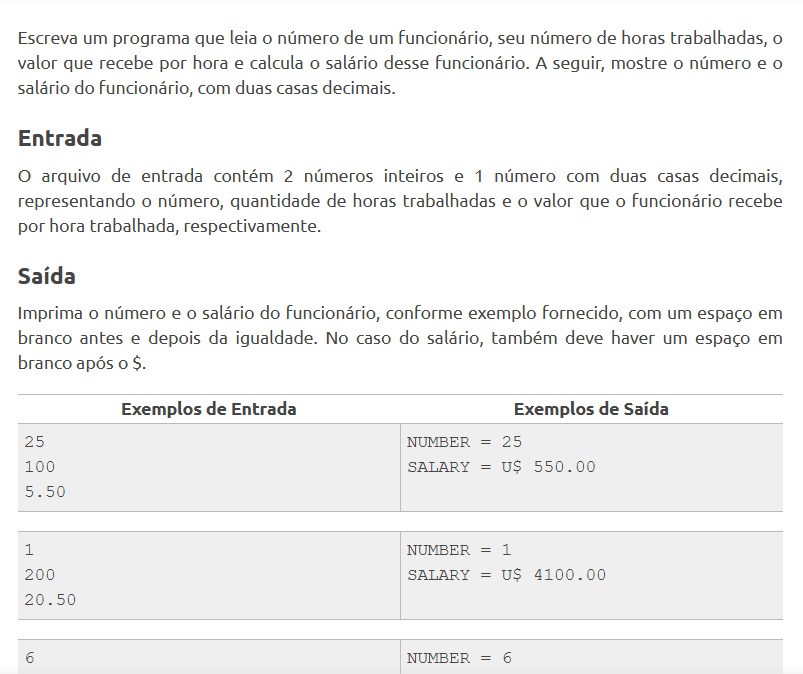 Escreva um programa que leia o número de um funcionário, seu número de horas trabalhadas, o
valor que recebe por hora e calcula o salário desse funcionário. A seguir, mostre o número e o
salário do funcionário, com duas casas decimais.
Entrada
O arquivo de entrada contém 2 números inteiros e 1 número com duas casas decimais,
representando o número, quantidade de horas trabalhadas e o valor que o funcionário recebe
por hora trabalhada, respectivamente.
Saída
Imprima o número e o salário do funcionário, conforme exemplo fornecido, com um espaço em
branco antes e depois da igualdade. No caso do salário, também deve haver um espaço em
branco após o $.
Exemplos de Entrada Exemplos de Saída
25 NUMBER = 25
100 SALARY = U$ 550.00
5.50
1 NUMBER = 1
200 SALARY = U$ 4100.00
20.50
6 NUMBER = 6